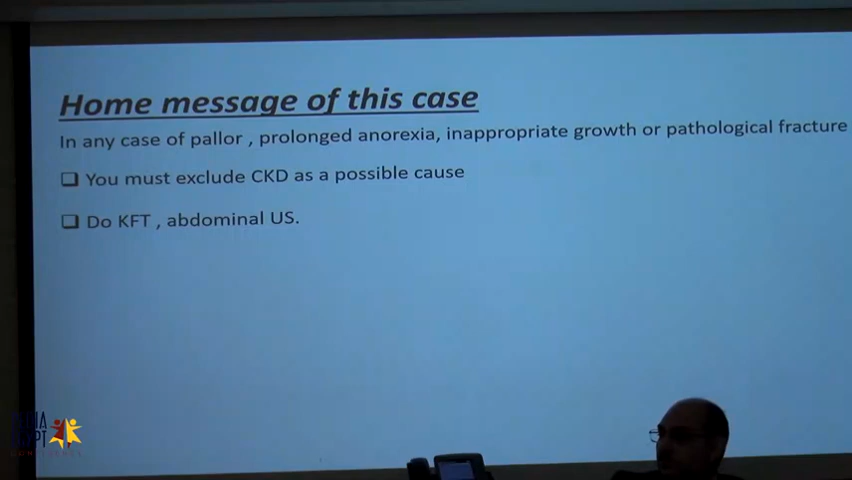 Home message of this case
In any case of pallor , prolonged anorexia, inappropriate growth or pathological fracture
❑ You must exclude CKD as a possible cause
❑ Do KFT , abdominal US.